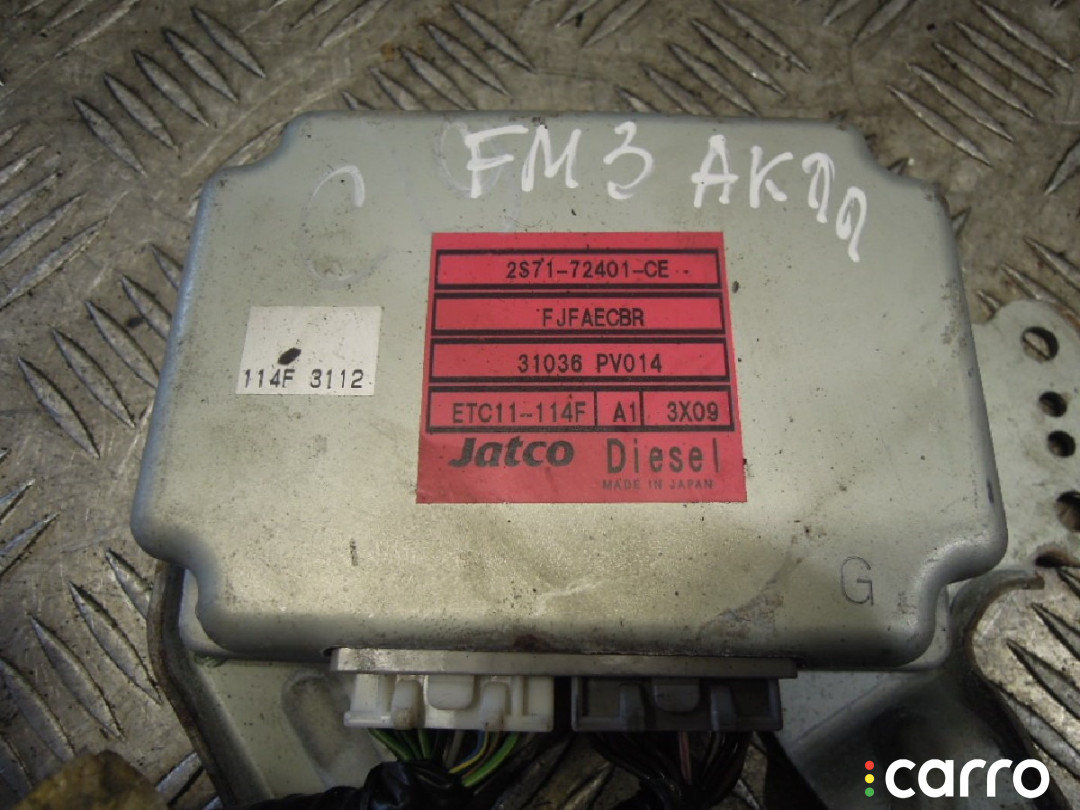 FM3 АКПП
2S71-72401-CE
FJFAECBR
31036 PV014
ETC11-114F A1 3X09
Jatco Diesel
MADE IN JAPAN
114F 3112
G
carro